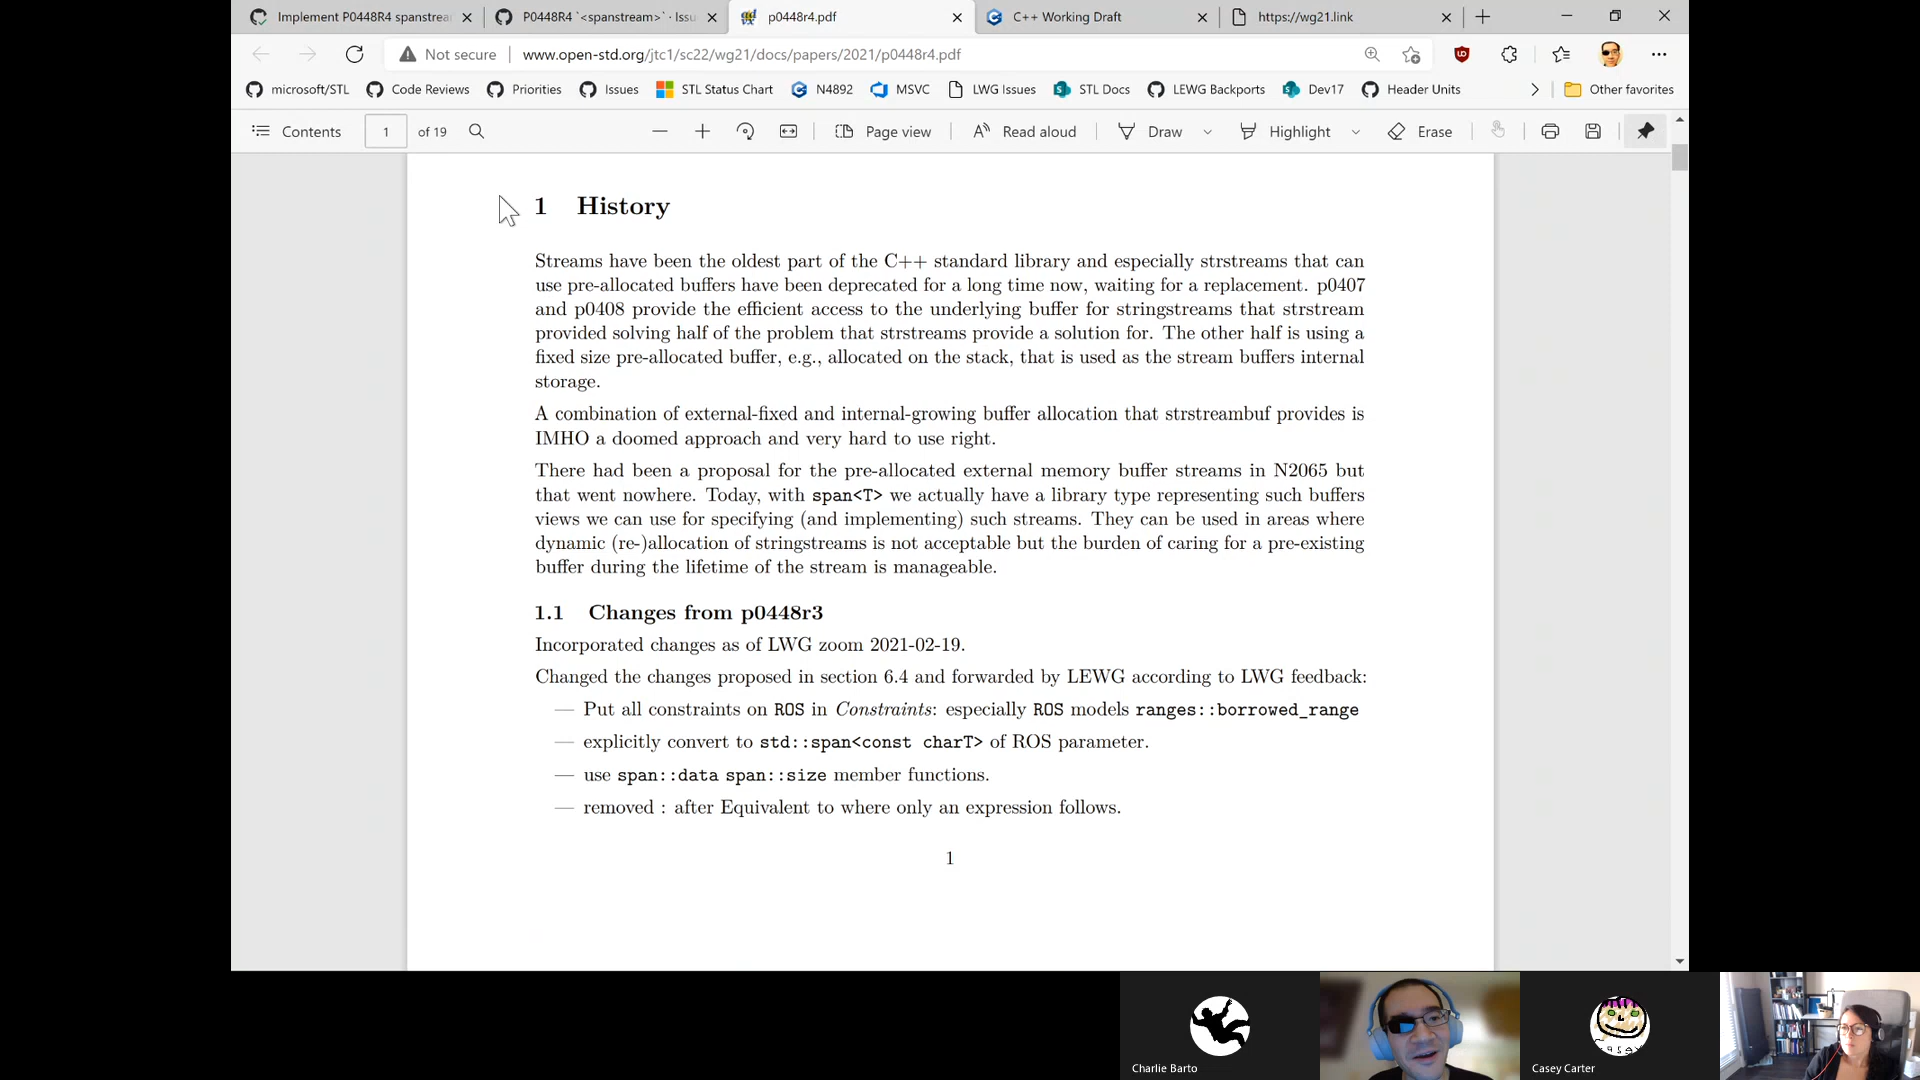 Implement P0448R4 spanstrea
P0448R4 `<spanstream>` · Issu
p0448r4.pdf
C++ Working Draft
https://wg21.link
Not secure
www.open-std.org/jtc1/sc22/wg21/docs/papers/2021/p0448r4.pdf
microsoft/STL
Code Reviews
Priorities
Issues
STL Status Chart
N4892
MSVC
LWG Issues
STL Docs
LEWG Backports
Dev17
Header Units
Other favorites
Contents
1
of 19
Page view
Read aloud
Draw
Highlight
Erase
1 History
Streams have been the oldest part of the C++ standard library and especially strstreams that can
use pre-allocated buffers have been deprecated for a long time now, waiting for a replacement. p0407
and p0408 provide the efficient access to the underlying buffer for stringstreams that strstream
provided solving half of the problem that strstreams provide a solution for. The other half is using a
fixed size pre-allocated buffer, e.g., allocated on the stack, that is used as the stream buffers internal
storage.
A combination of external-fixed and internal-growing buffer allocation that strstreambuf provides is
IMHO a doomed approach and very hard to use right.
There had been a proposal for the pre-allocated external memory buffer streams in N2065 but
that went nowhere. Today, with span<T> we actually have a library type representing such buffers
views we can use for specifying (and implementing) such streams. They can be used in areas where
dynamic (re-)allocation of stringstreams is not acceptable but the burden of caring for a pre-existing
buffer during the lifetime of the stream is manageable.
1.1 Changes from p0448r3
Incorporated changes as of LWG zoom 2021-02-19.
Changed the changes proposed in section 6.4 and forwarded by LEWG according to LWG feedback:
— Put all constraints on ROS in Constraints: especially ROS models ranges::borrowed_range
— explicitly convert to std::span<const charT> of ROS parameter.
— use span::data span::size member functions.
— removed : after Equivalent to where only an expression follows.
1
Charlie Barto
Casey Carter